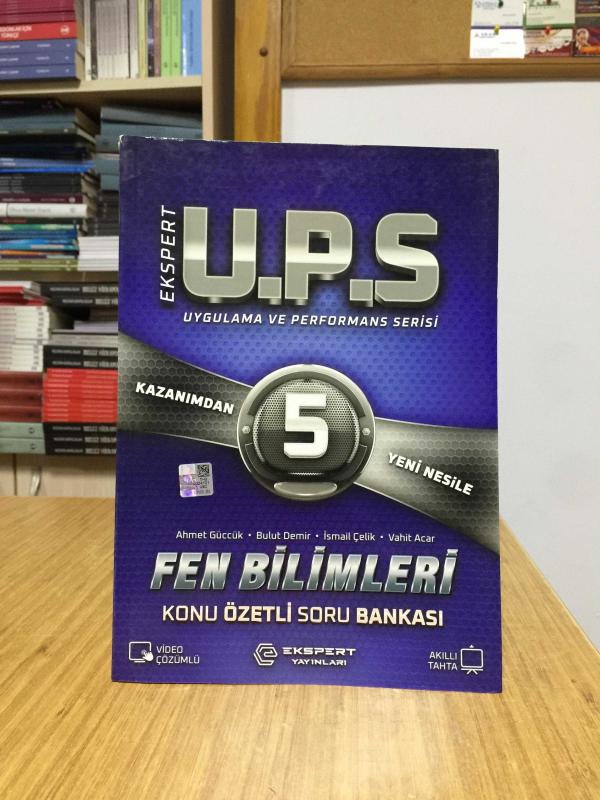 EKSPERT
U.P.S
UYGULAMA VE PERFORMANS SERİSİ
KAZANIMDAN
5
YENİ NESİLE
Ahmet Güccük • Bulut Demir • İsmail Çelik • Vahit Acar
FEN BİLİMLERİ
KONU ÖZETLİ SORU BANKASI
VİDEO
ÇÖZÜMLÜ
EKSPERT
YAYINLARI
AKILLI
TAHTA